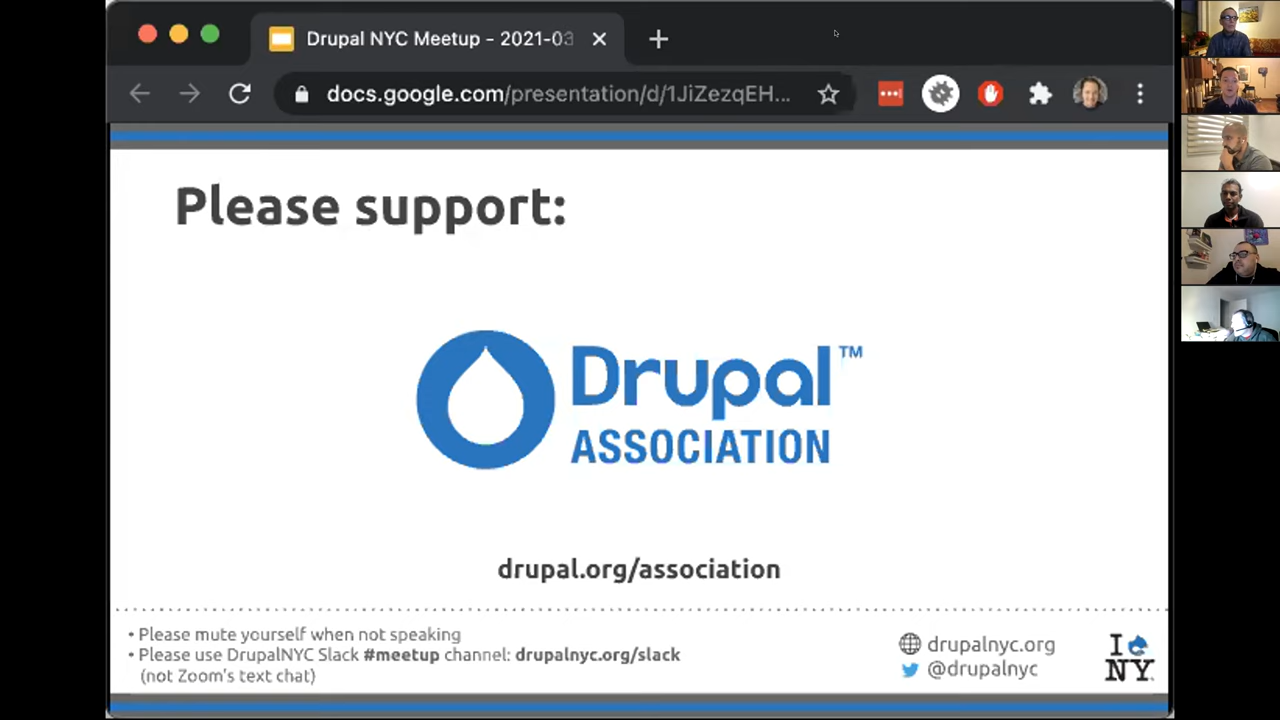 Drupal NYC Meetup - 2021-03
docs.google.com/presentation/d/1JiZezqEH...
Please support:
Drupal™
ASSOCIATION
drupal.org/association
• Please mute yourself when not speaking
• Please use DrupalNYC Slack #meetup channel: drupalnyc.org/slack
(not Zoom's text chat)
drupalnyc.org
@drupalnyc
I
NY